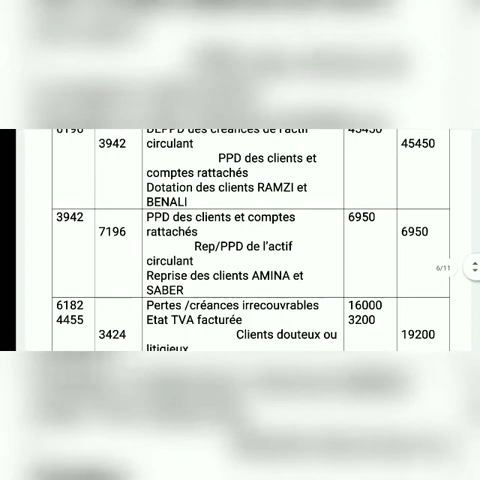 6196 DEPPD des créances de l'actif 45450
3942 circulant 45450
PPD des clients et
comptes rattachés
Dotation des clients RAMZI et
BENALI
3942 PPD des clients et comptes 6950
7196 rattachés 6950
Rep/PPD de l'actif
circulant
Reprise des clients AMINA et
SABER
6182 Pertes /créances irrecouvrables 16000
4455 Etat TVA facturée 3200
3424 Clients douteux ou 19200
litigieux
6/11